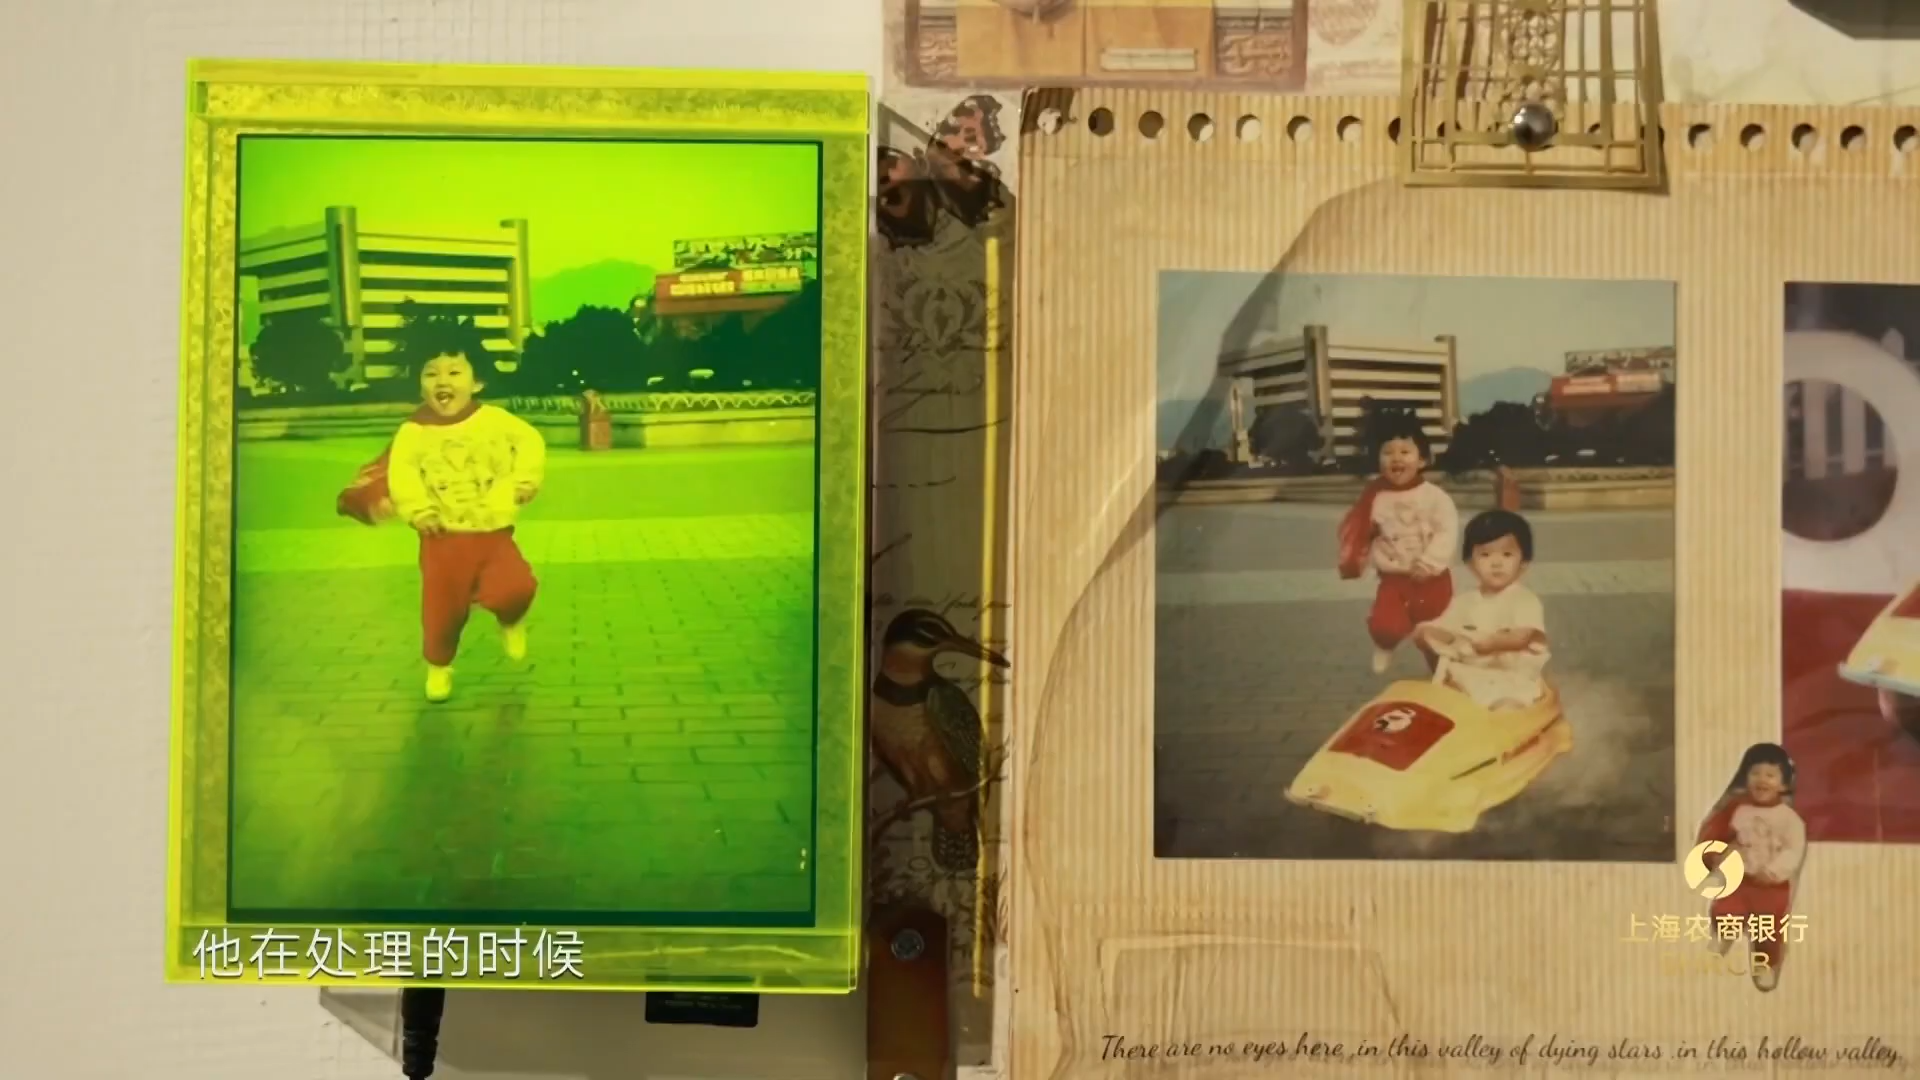 他在处理的时候
上海农商银行
SHRCB
There are no eyes here ,in this valley of dying stars .in this hollow valley.